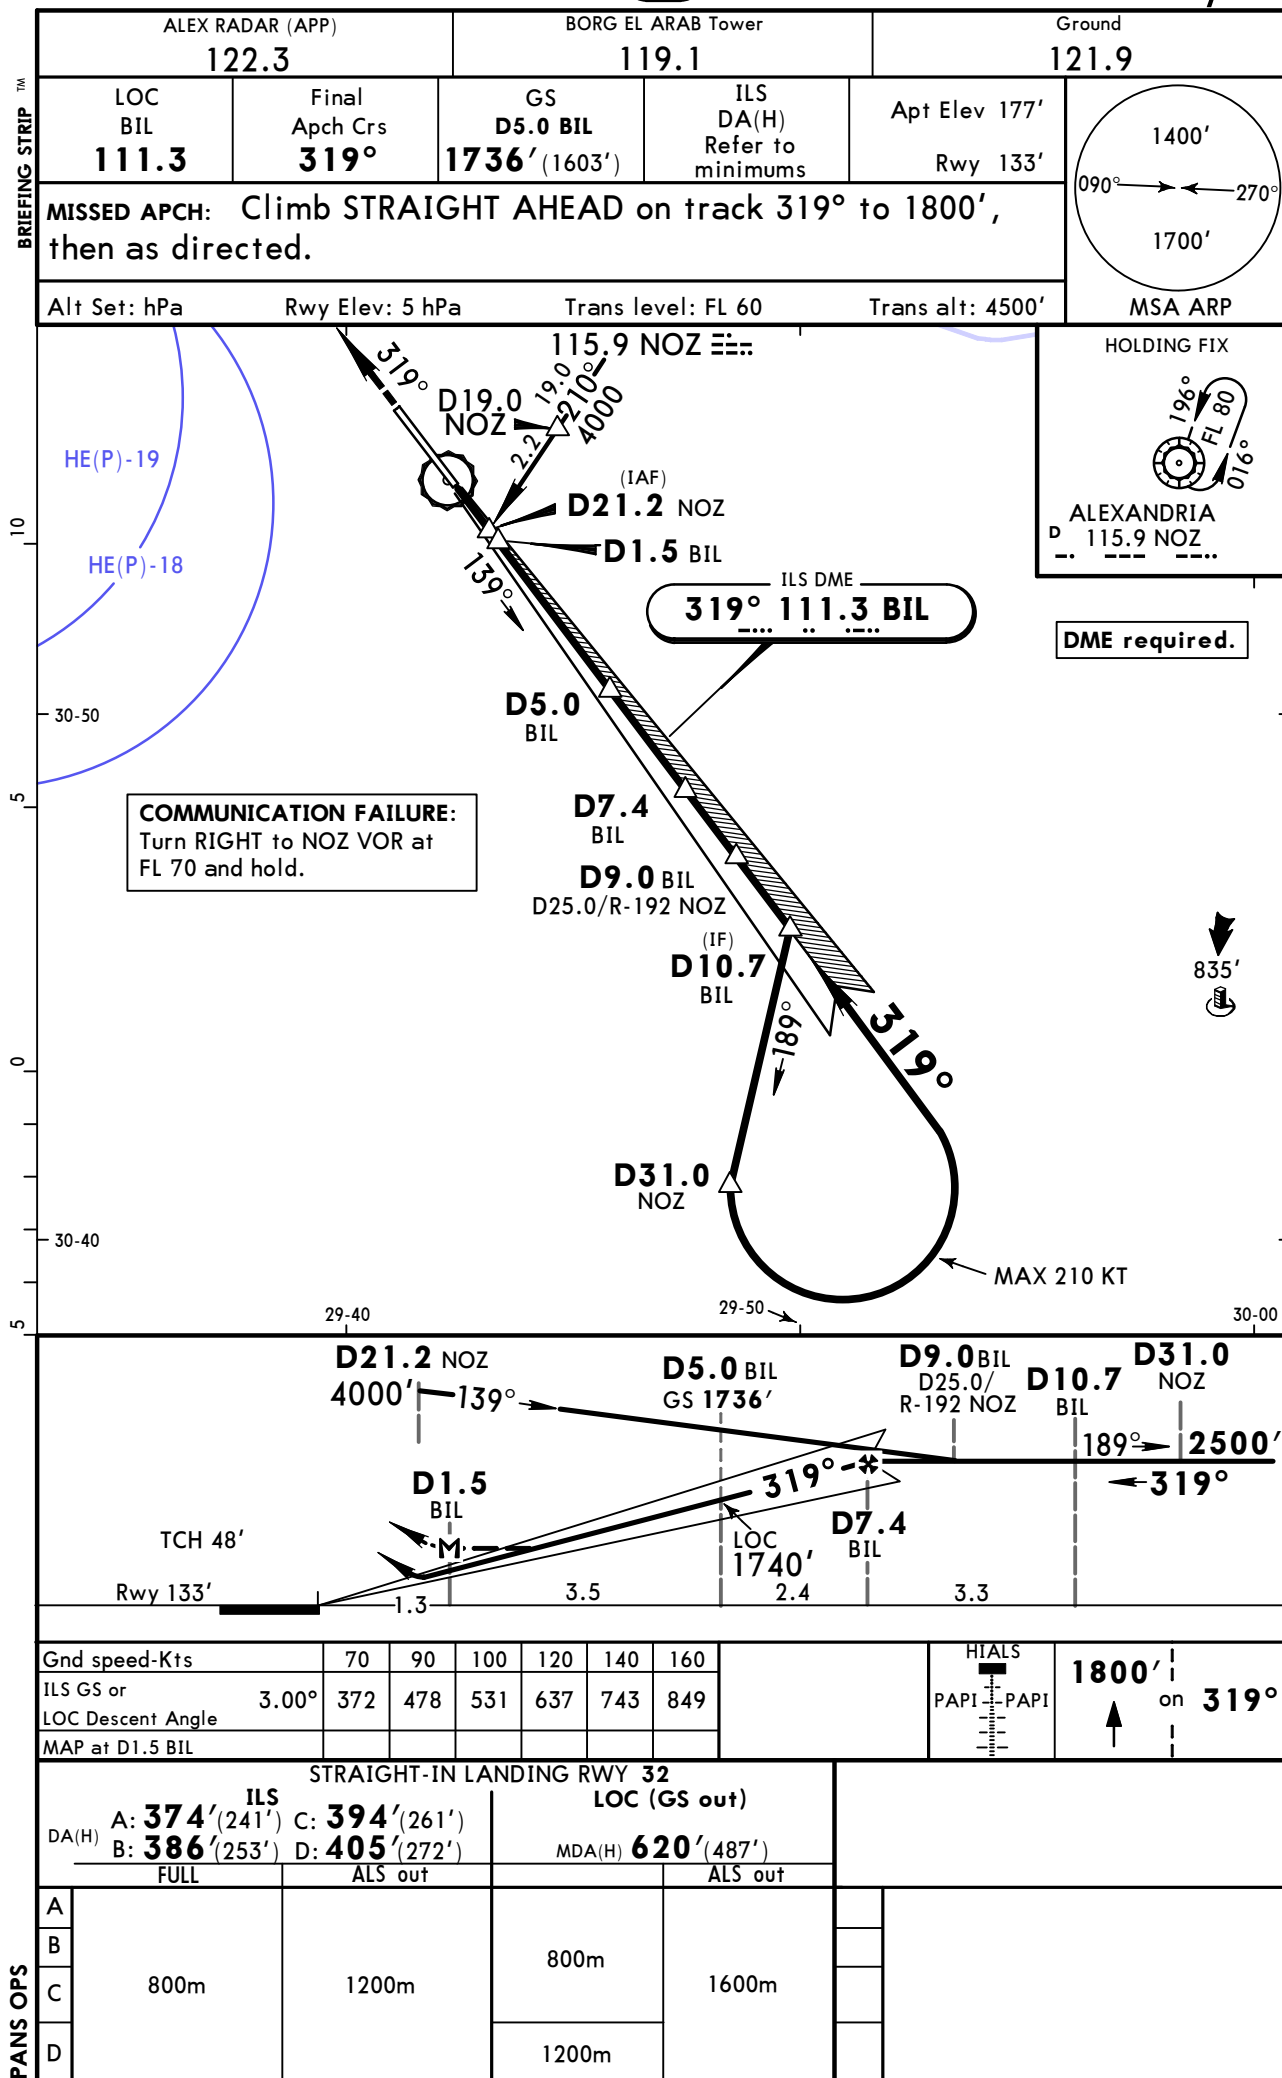 BRIEFING STRIP TM
ALEX RADAR (APP)
122.3
BORG EL ARAB Tower
119.1
Ground
121.9
LOC
BIL
111.3
Final
Apch Crs
319°
GS
D5.0 BIL
1736' (1603')
ILS
DA(H)
Refer to
minimums
Apt Elev 177'
Rwy 133'
1400'
090°
270°
1700'
MSA ARP
MISSED APCH: Climb STRAIGHT AHEAD on track 319° to 1800',
then as directed.
Alt Set: hPa
Rwy Elev: 5 hPa
Trans level: FL 60
Trans alt: 4500'
319°
115.9 NOZ
D19.0
NOZ
19.0
210°
4000
2.2
HE(P)-19
HE(P)-18
(IAF)
D21.2 NOZ
D1.5 BIL
139°
ILS DME
319° 111.3 BIL
HOLDING FIX
196°
FL 80
016°
ALEXANDRIA
D 115.9 NOZ
DME required.
D5.0
BIL
30-50
D7.4
BIL
COMMUNICATION FAILURE:
Turn RIGHT to NOZ VOR at
FL 70 and hold.
D9.0 BIL
D25.0/R-192 NOZ
(IF)
D10.7
BIL
835'
189°
319°
D31.0
NOZ
MAX 210 KT
30-40
29-40
29-50
30-00
10
5
0
5
D21.2 NOZ
4000'
139°
D5.0 BIL
GS 1736'
D9.0 BIL
D25.0/
R-192 NOZ
D10.7
BIL
D31.0
NOZ
189°
2500'
319°
319°
D1.5
BIL
M
TCH 48'
LOC
1740'
D7.4
BIL
Rwy 133'
1.3
3.5
2.4
3.3
Gnd speed-Kts 70 90 100 120 140 160
ILS GS or
LOC Descent Angle 3.00° 372 478 531 637 743 849
MAP at D1.5 BIL
HIALS
PAPI PAPI
1800'
on 319°
STRAIGHT-IN LANDING RWY 32
ILS
LOC (GS out)
DA(H)
A: 374'(241') C: 394'(261')
B: 386'(253') D: 405'(272')
MDA(H) 620'(487')
FULL
ALS out
ALS out
A
B
C
D
800m
1200m
800m
1200m
1600m
PANS OPS